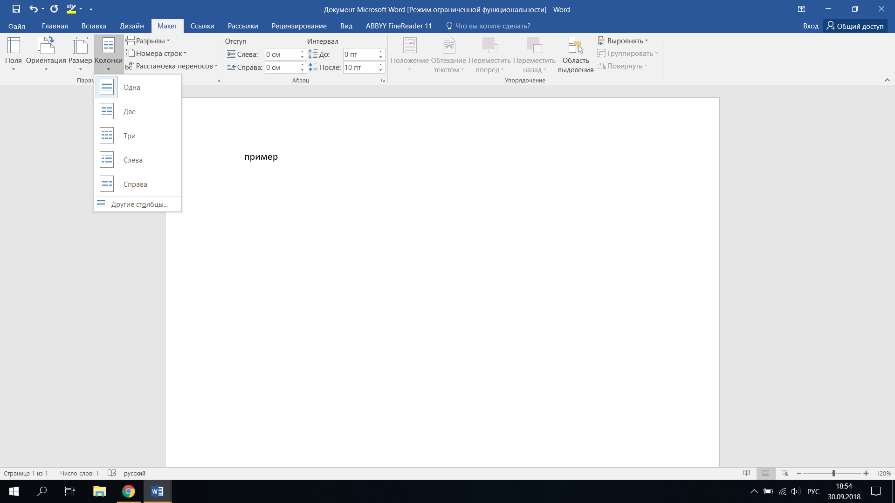 Документ Microsoft Word [Режим ограниченной функциональности] - Word
Файл Главная Вставка Дизайн Макет Ссылки Рассылки Рецензирование Вид ABBYY FineReader 11 Что вы хотите сделать? Вход Общий доступ
Поля Ориентация Размер Колонки
Разрывы
Номера строк
Расстановка переносов
Отступ Интервал
Слева: 0 см До: 0 пт
Справа: 0 см После: 10 пт
Положение Обтекание текстом Переместить вперед Переместить назад Область выделения
Выровнять
Группировать
Повернуть
Парам Абзац Упорядочение
Одна
Две
Три
Слева
Справа
Другие столбцы...
пример
Страница 1 из 1 Число слов: 1 русский 120%
РУС 18:54
30.09.2018